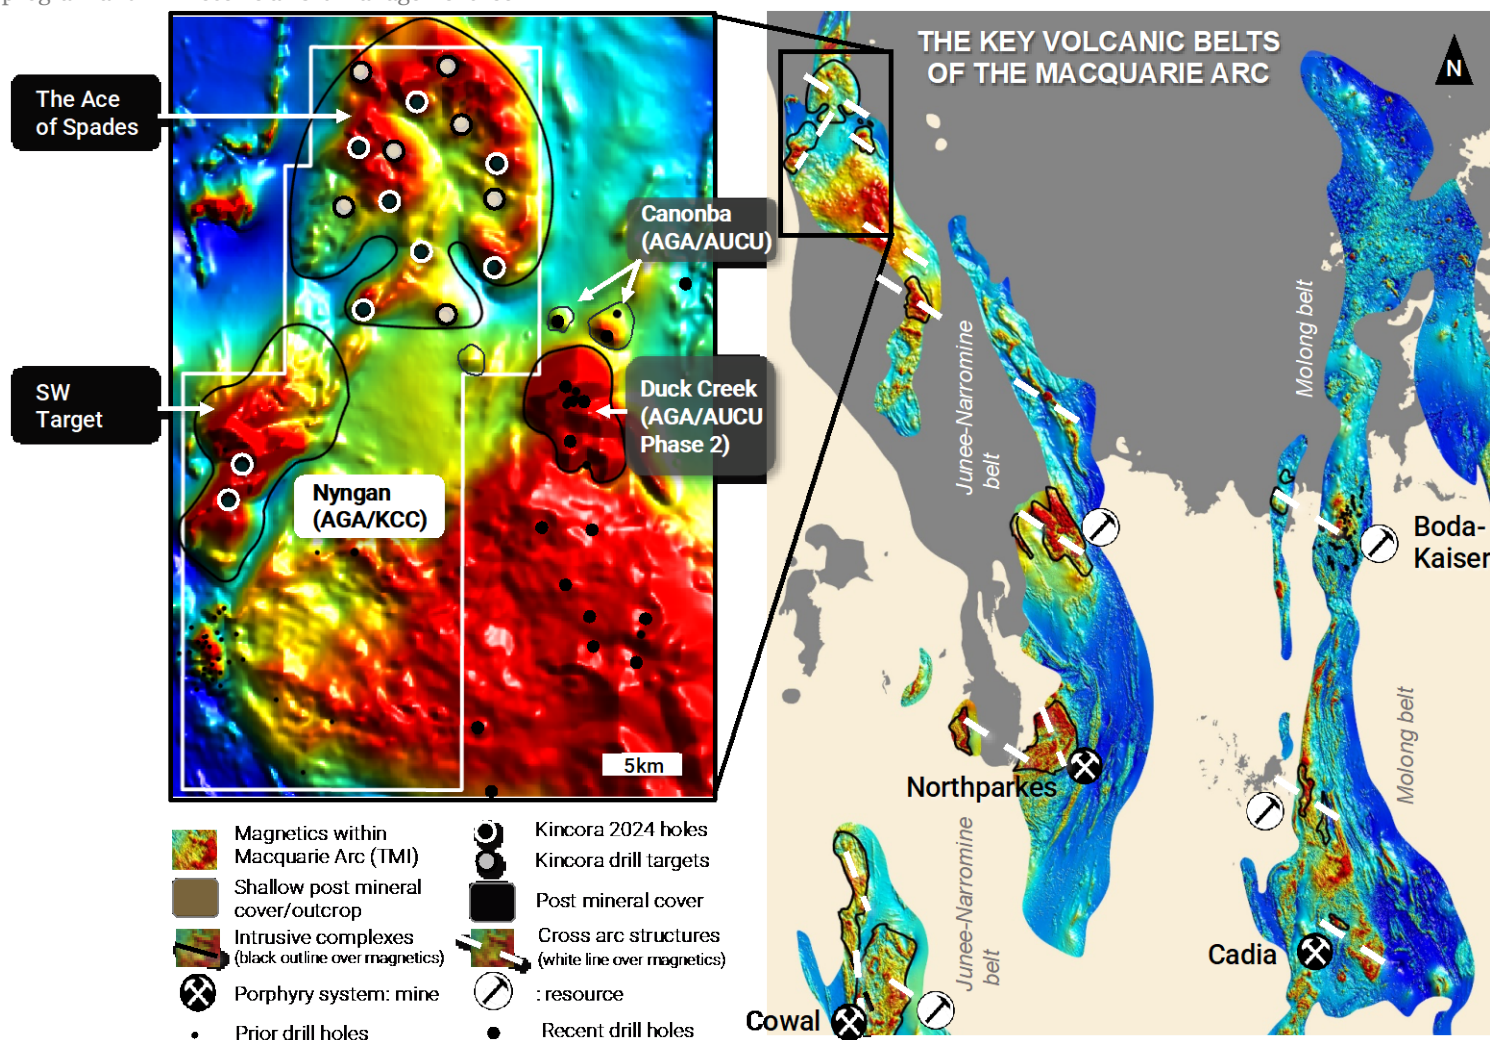 THE KEY VOLCANIC BELTS
OF THE MACQUARIE ARC
N
The Ace
of Spades
Canonba
(AGA/AUCU)
SW
Target
Duck Creek
(AGA/AUCU
Phase 2)
Nyngan
(AGA/KCC)
5km
Junee-Narromine
belt
Molong belt
Boda-
Kaiser
Northparkes
Molong belt
Junee-Narromine
belt
Cadia
Cowal
Magnetics within
Macquarie Arc (TMI)
Shallow post mineral
cover/outcrop
Intrusive complexes
(black outline over magnetics)
Porphyry system: mine
Prior drill holes
Kincora 2024 holes
Kincora drill targets
Post mineral cover
Cross arc structures
(white line over magnetics)
: resource
Recent drill holes